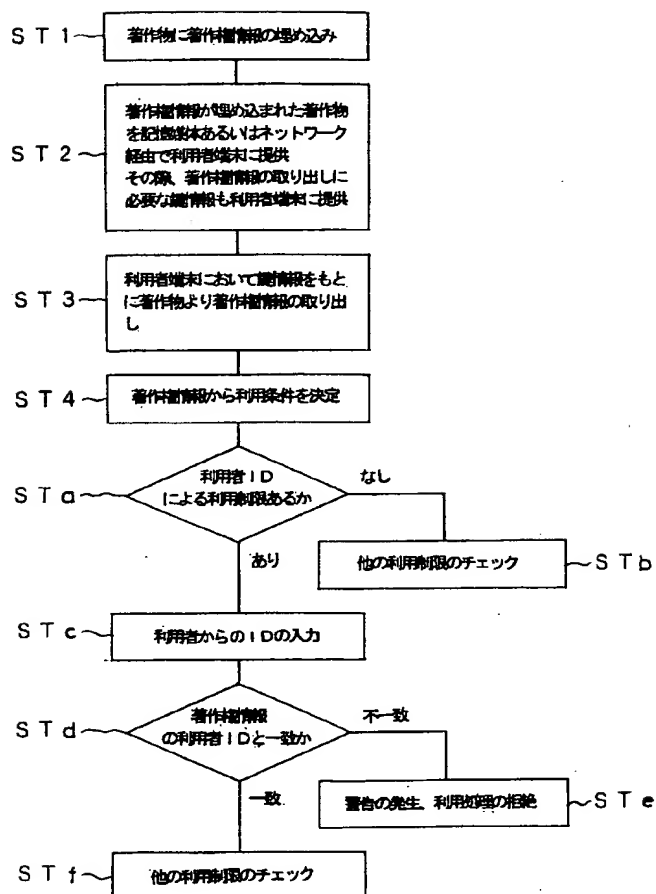 ST1
著作物に著作権情報の埋め込み
ST2
著作権情報が埋め込まれた著作物
を記憶媒体あるいはネットワーク
経由で利用者端末に提供
その際、著作権情報の取り出しに
必要な鍵情報も利用者端末に提供
ST3
利用者端末において鍵情報をもと
に著作物より著作権情報の取り出
し
ST4
著作権情報から利用条件を決定
STa
利用者ID
による利用制限あるか
なし
あり
他の利用制限のチェック
STb
STc
利用者からのIDの入力
STd
著作権情報
の利用者IDと一致か
不一致
一致
警告の発生、利用処理の拒絶
STe
STf
他の利用制限のチェック